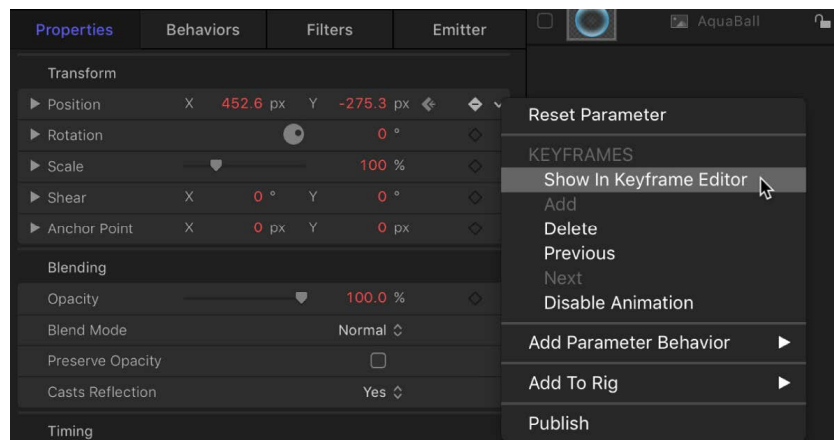 Properties Behaviors Filters Emitter
AquaBall
Transform
Position X 452.6 px Y -275.3 px
Rotation 0 °
Scale 100 %
Shear X 0 ° Y 0 °
Anchor Point X 0 px Y 0 px
Blending
Opacity 100.0 %
Blend Mode Normal
Preserve Opacity
Casts Reflection Yes
Timing
Reset Parameter
KEYFRAMES
Show In Keyframe Editor
Add
Delete
Previous
Next
Disable Animation
Add Parameter Behavior
Add To Rig
Publish